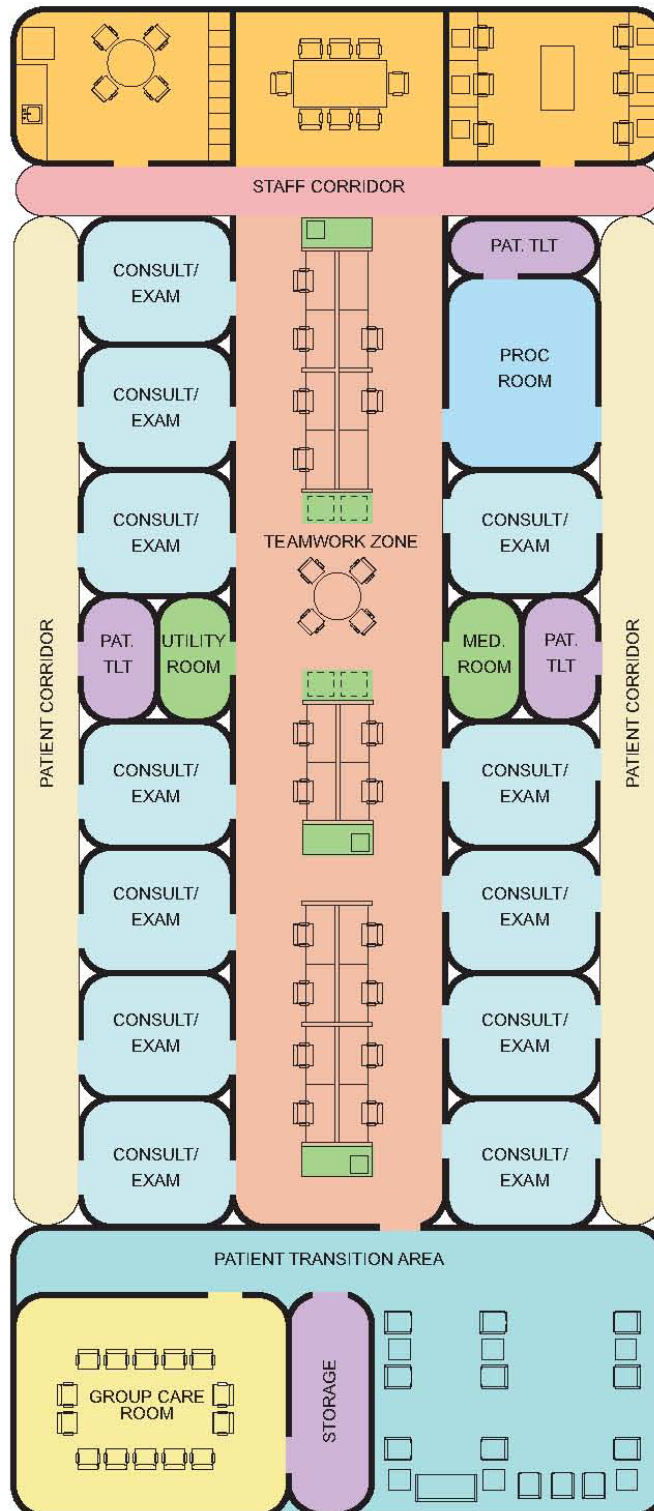 STAFF CORRIDOR
PAT. TLT
CONSULT/
EXAM
PROC
ROOM
CONSULT/
EXAM
CONSULT/
EXAM
CONSULT/
EXAM
TEAMWORK ZONE
PATIENT CORRIDOR
PAT.
TLT
UTILITY
ROOM
MED.
ROOM
PAT.
TLT
PATIENT CORRIDOR
CONSULT/
EXAM
CONSULT/
EXAM
CONSULT/
EXAM
CONSULT/
EXAM
CONSULT/
EXAM
CONSULT/
EXAM
CONSULT/
EXAM
CONSULT/
EXAM
PATIENT TRANSITION AREA
GROUP CARE
ROOM
STORAGE